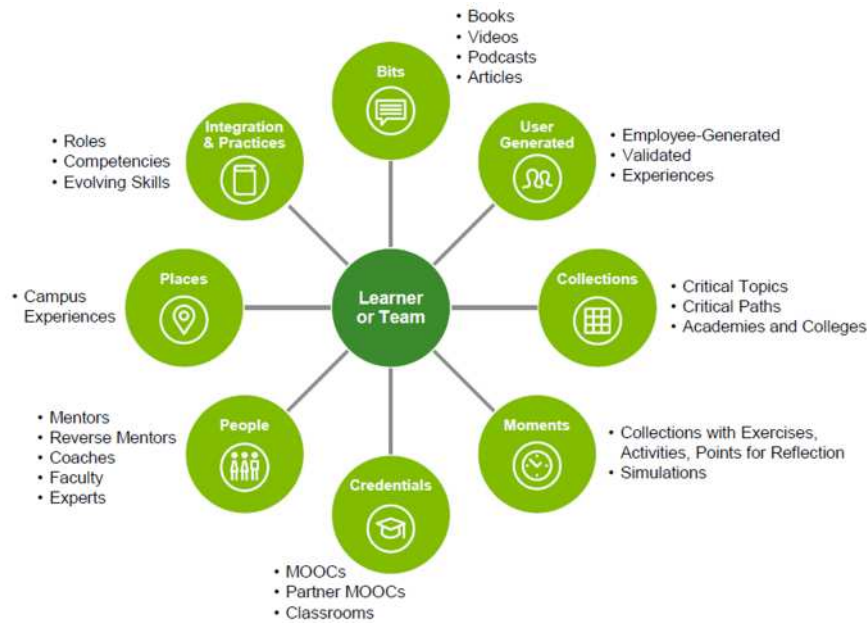 Bits
• Books
• Videos
• Podcasts
• Articles
User
Generated
• Employee-Generated
• Validated
• Experiences
Collections
• Critical Topics
• Critical Paths
• Academies and Colleges
Moments
• Collections with Exercises,
Activities, Points for Reflection
• Simulations
Credentials
• MOOCs
• Partner MOOCs
• Classrooms
People
• Mentors
• Reverse Mentors
• Coaches
• Faculty
• Experts
Places
• Campus
Experiences
Integration
& Practices
• Roles
• Competencies
• Evolving Skills
Learner
or Team